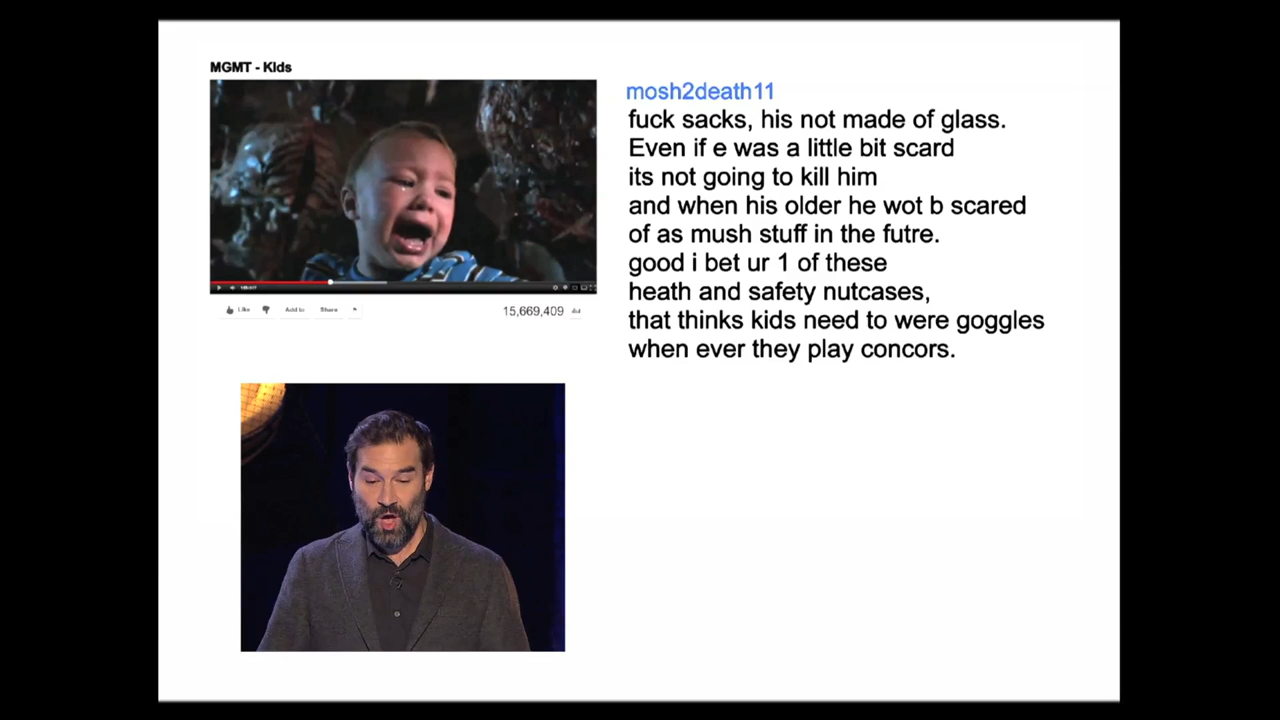 MGMT - Kids
mosh2death11
fuck sacks, his not made of glass.
Even if e was a little bit scard
its not going to kill him
and when his older he wot b scared
of as mush stuff in the futre.
good i bet ur 1 of these
heath and safety nutcases,
that thinks kids need to were goggles
when ever they play concors.
Like
Add to
Share
15,669,409